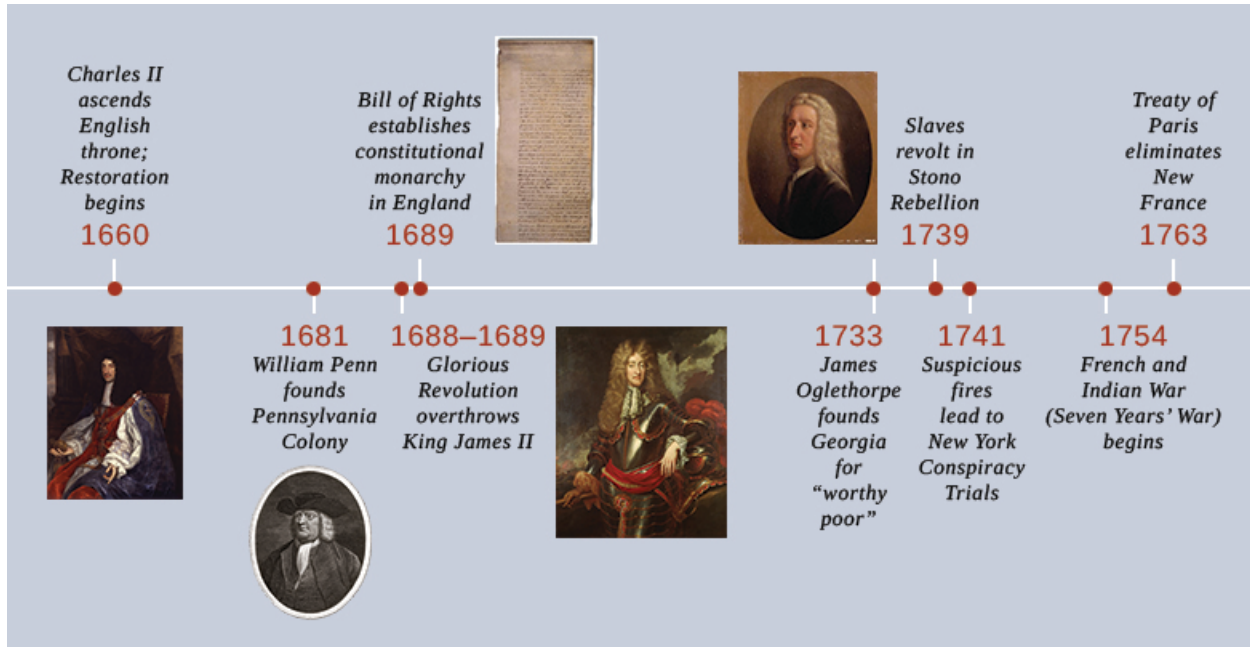 Charles II
ascends
English
throne;
Restoration
begins
1660
1681
William Penn
founds
Pennsylvania
Colony
Bill of Rights
establishes
constitutional
monarchy
in England
1689
1688–1689
Glorious
Revolution
overthrows
King James II
1733
James
Oglethorpe
founds
Georgia
for
“worthy
poor”
Slaves
revolt in
Stono
Rebellion
1739
1741
Suspicious
fires
lead to
New York
Conspiracy
Trials
1754
French and
Indian War
(Seven Years’ War)
begins
Treaty of
Paris
eliminates
New
France
1763